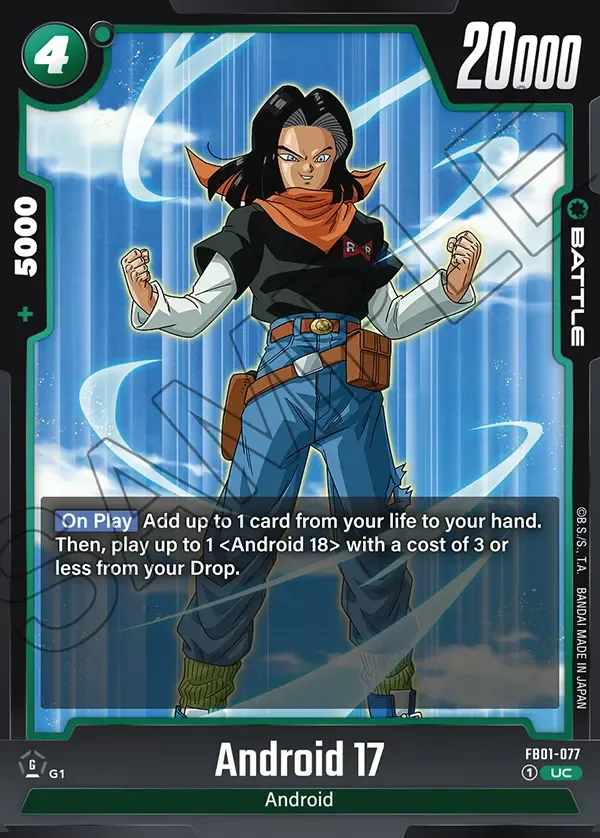 4
20000
+ 5000
BATTLE
RR
SAMPLE
On Play Add up to 1 card from your life to your hand.
Then, play up to 1 <Android 18> with a cost of 3 or
less from your Drop.
©B.S./S., T.A. BANDAI MADE IN JAPAN
G G1
Android 17
FB01-077
1 UC
Android